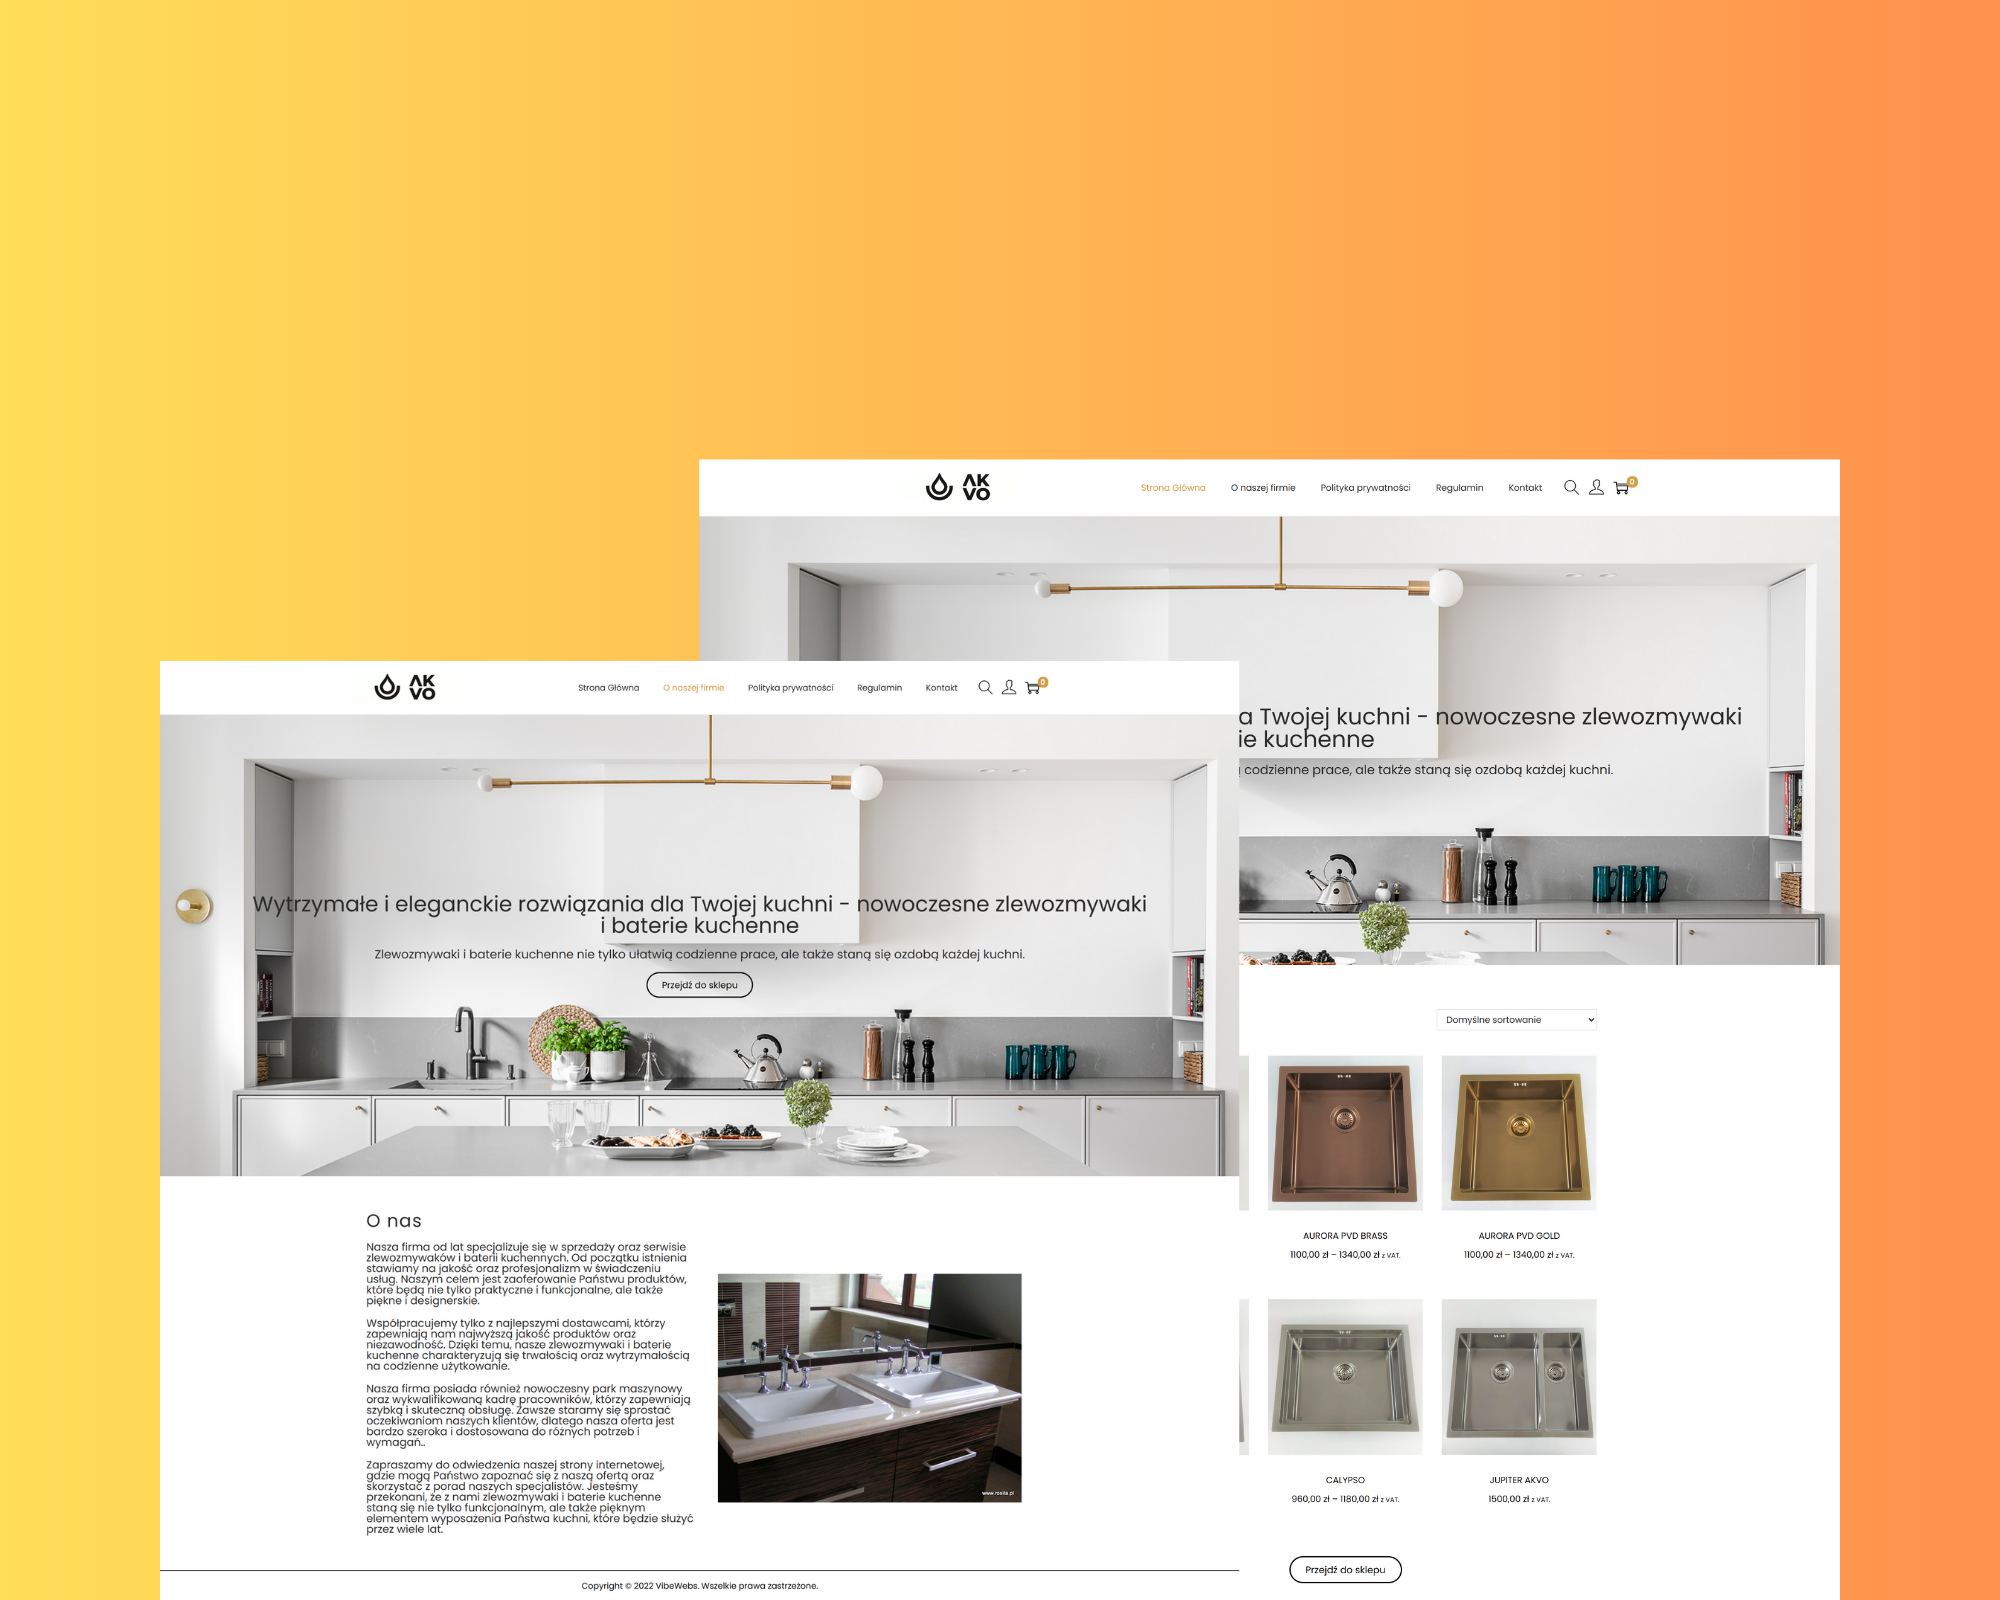 AK
VO
Strona Główna
O naszej firmie
Polityka prywatności
Regulamin
Kontakt
0
a Twojej kuchni - nowoczesne zlewozmywaki
ie kuchenne
codzienne prace, ale także staną się ozdobą każdej kuchni.
Domyślne sortowanie
AURORA PVD BRASS
1100,00 zł – 1340,00 zł z VAT.
AURORA PVD GOLD
1100,00 zł – 1340,00 zł z VAT.
CALYPSO
960,00 zł – 1180,00 zł z VAT.
JUPITER AKVO
1500,00 zł z VAT.
Przejdź do sklepu
AK
VO
Strona Główna
O naszej firmie
Polityka prywatności
Regulamin
Kontakt
0
Wytrzymałe i eleganckie rozwiązania dla Twojej kuchni - nowoczesne zlewozmywaki
i baterie kuchenne
Zlewozmywaki i baterie kuchenne nie tylko ułatwią codzienne prace, ale także staną się ozdobą każdej kuchni.
Przejdź do sklepu
O nas
Nasza firma od lat specjalizuje się w sprzedaży oraz serwisie
zlewozmywaków i baterii kuchennych. Od początku istnienia
stawiamy na jakość oraz profesjonalizm w świadczeniu
usług. Naszym celem jest zaoferowanie Państwu produktów,
które będą nie tylko praktyczne i funkcjonalne, ale także
piękne i designerskie.
Współpracujemy tylko z najlepszymi dostawcami, którzy
zapewniają nam najwyższą jakość produktów oraz
niezawodność. Dzięki temu, nasze zlewozmywaki i baterie
kuchenne charakteryzują się trwałością oraz wytrzymałością
na codzienne użytkowanie.
Nasza firma posiada również nowoczesny park maszynowy
oraz wykwalifikowaną kadrę pracowników, którzy zapewniają
szybką i skuteczną obsługę. Zawsze staramy się sprostać
oczekiwaniom naszych klientów, dlatego nasza oferta jest
bardzo szeroka i dostosowana do różnych potrzeb i
wymagań..
Zapraszamy do odwiedzenia naszej strony internetowej,
gdzie mogą Państwo zapoznać się z naszą ofertą oraz
skorzystać z porad naszych specjalistów. Jesteśmy
przekonani, że z nami zlewozmywaki i baterie kuchenne
staną się nie tylko funkcjonalnym, ale także pięknym
elementem wyposażenia Państwa kuchni, które będzie służyć
przez wiele lat.
www.rosita.pl
Copyright © 2022 VibeWebs. Wszelkie prawa zastrzeżone.